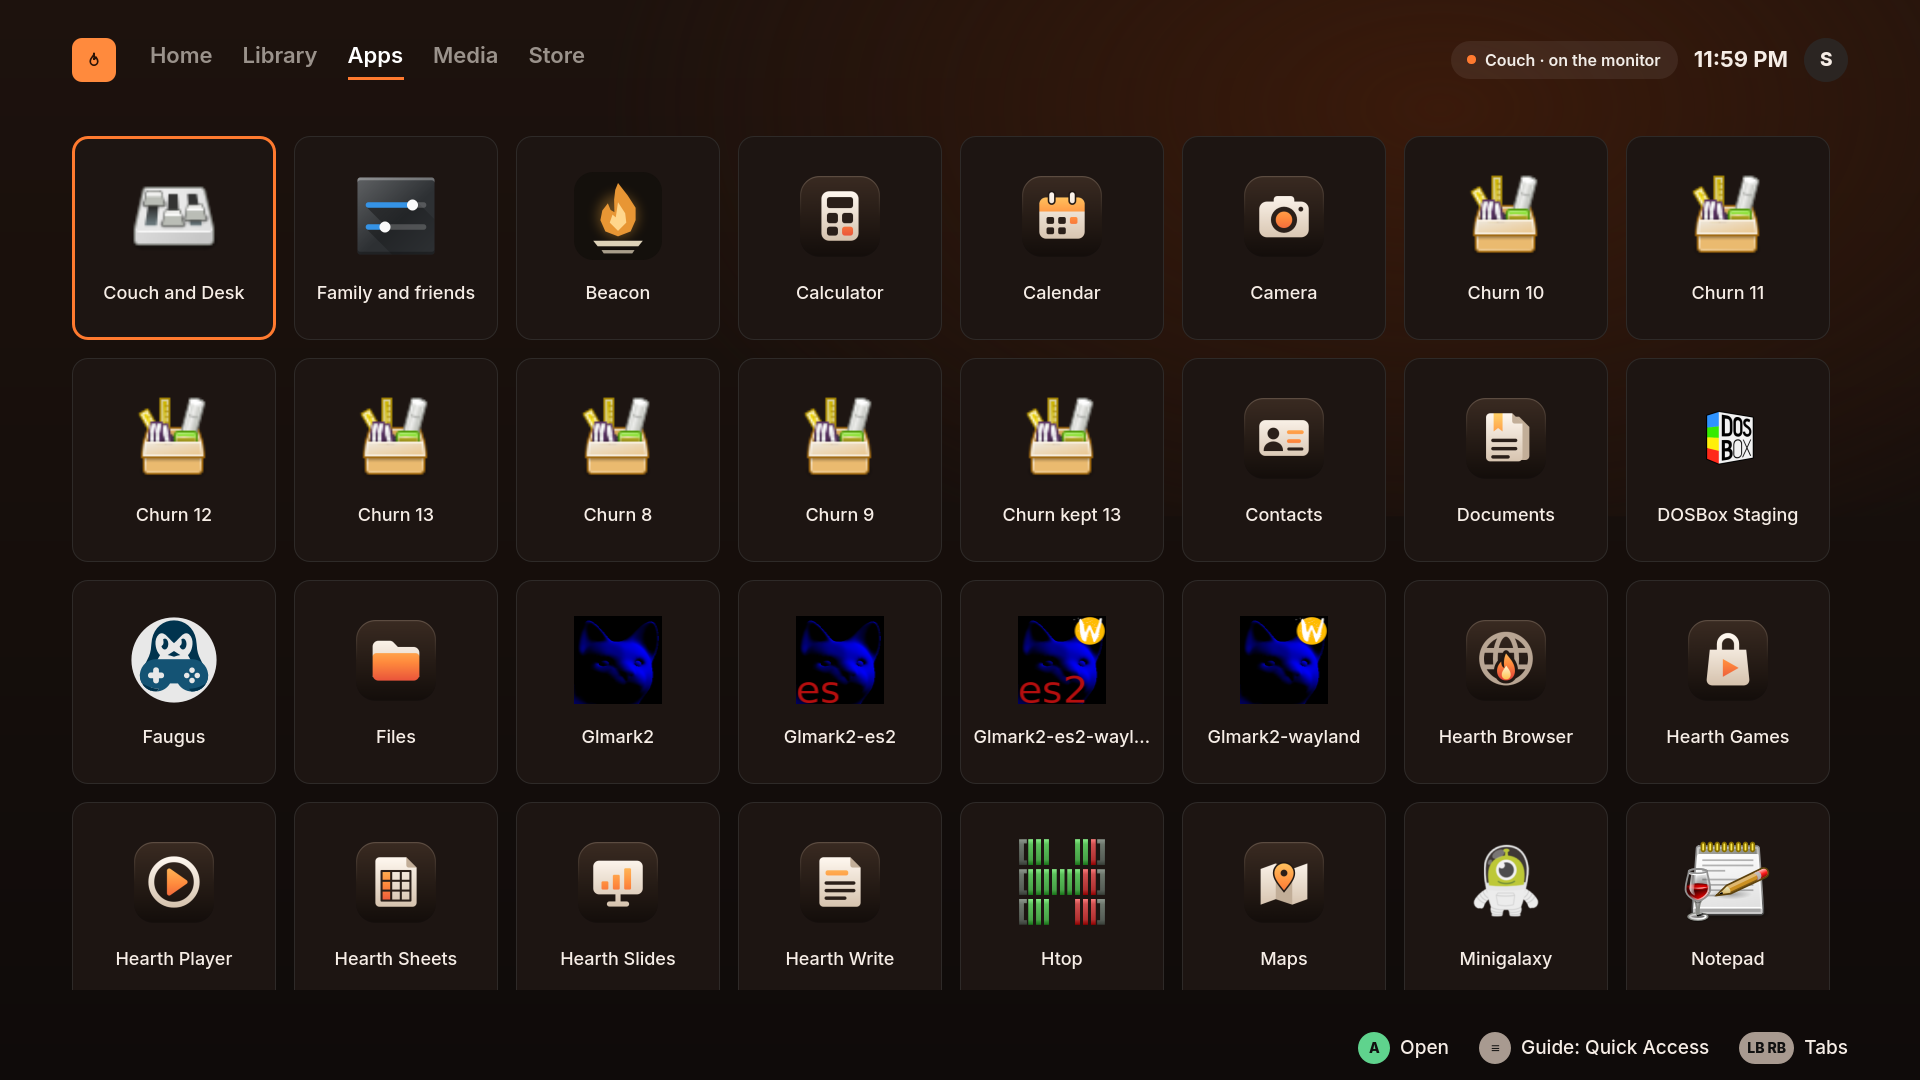 Home Library Apps Media Store
Couch · on the monitor 11:59 PM S
Couch and Desk
Family and friends
Beacon
Calculator
Calendar
Camera
Churn 10
Churn 11
Churn 12
Churn 13
Churn 8
Churn 9
Churn kept 13
Contacts
Documents
DOS
BOX
DOSBox Staging
Faugus
Files
Glmark2
es
Glmark2-es2
W
es2
Glmark2-es2-wayl...
W
Glmark2-wayland
Hearth Browser
Hearth Games
Hearth Player
Hearth Sheets
Hearth Slides
Hearth Write
Htop
Maps
Minigalaxy
Notepad
A Open ≡ Guide: Quick Access LB RB Tabs